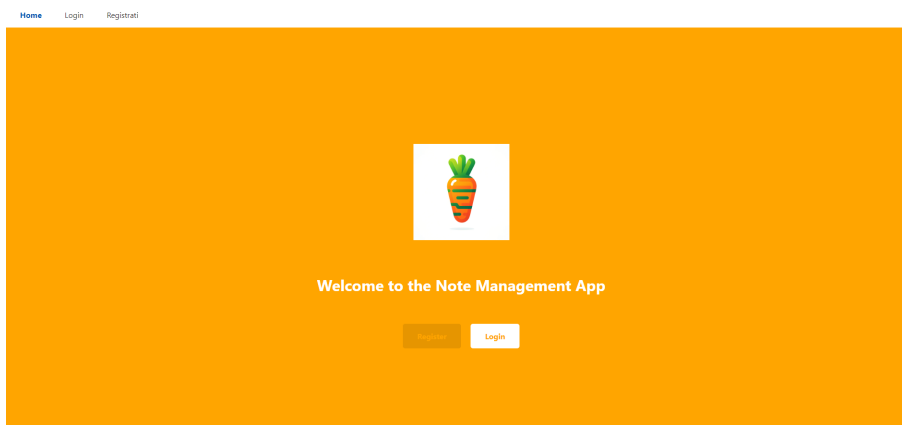 Home
Login
Registrati
Welcome to the Note Management App
Register
Login